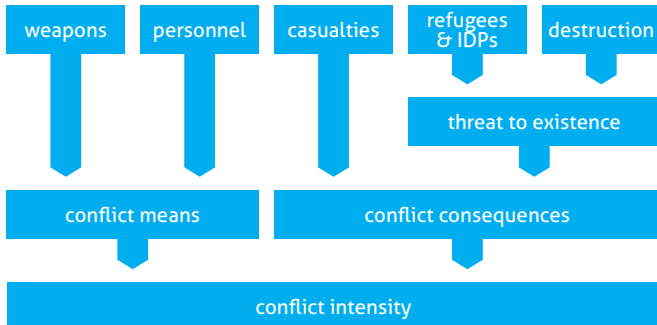 weapons
personnel
casualties
refugees
& IDPs
destruction
threat to existence
conflict means
conflict consequences
conflict intensity